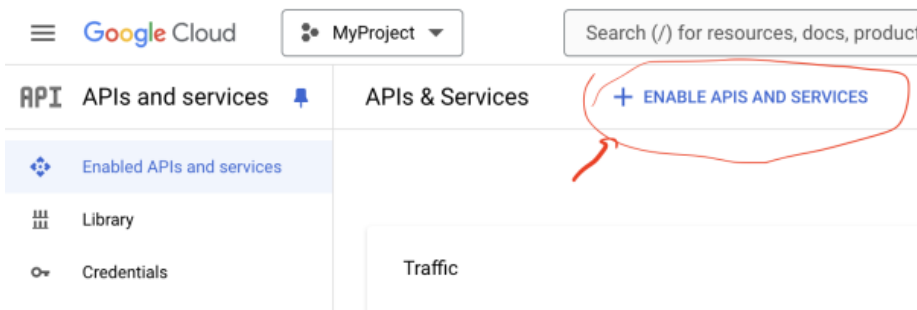 Google Cloud MyProject Search (/) for resources, docs, product
API APIs and services APIs & Services + ENABLE APIS AND SERVICES
Enabled APIs and services
Library
Credentials
Traffic